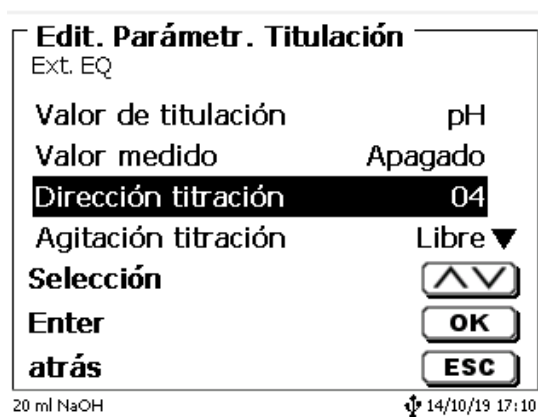 Edit. Parámetr. Titulación
Ext. EQ
Valor de titulación pH
Valor medido Apagado
Dirección titración 04
Agitación titración Libre ▼
Selección
Enter OK
atrás ESC
20 ml NaOH 14/10/19 17:10